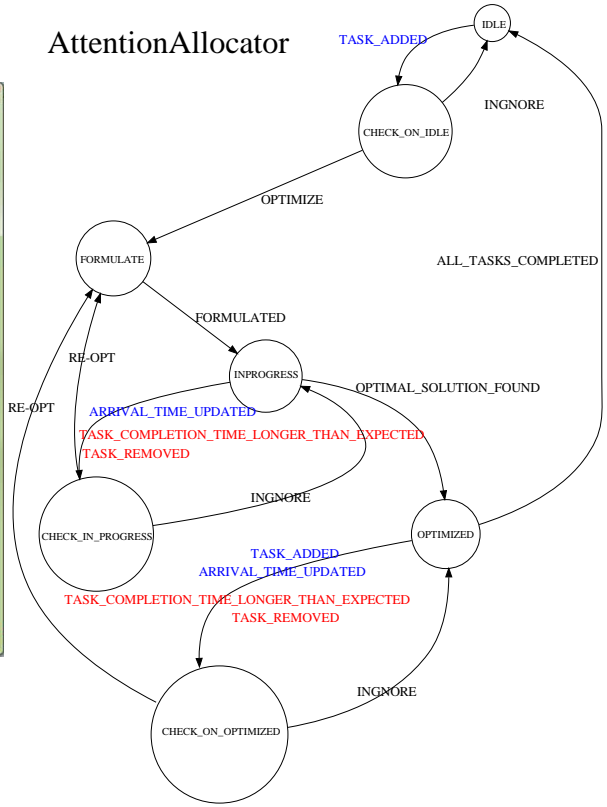 IDLE
AttentionAllocator
TASK_ADDED
INGNORE
CHECK_ON_IDLE
OPTIMIZE
FORMULATE
ALL_TASKS_COMPLETED
FORMULATED
RE-OPT
INPROGRESS
OPTIMAL_SOLUTION_FOUND
RE-OPT
ARRIVAL_TIME_UPDATED
TASK_COMPLETION_TIME_LONGER_THAN_EXPECTED
TASK_REMOVED
INGNORE
CHECK_IN_PROGRESS
OPTIMIZED
TASK_ADDED
ARRIVAL_TIME_UPDATED
TASK_COMPLETION_TIME_LONGER_THAN_EXPECTED
TASK_REMOVED
INGNORE
CHECK_ON_OPTIMIZED